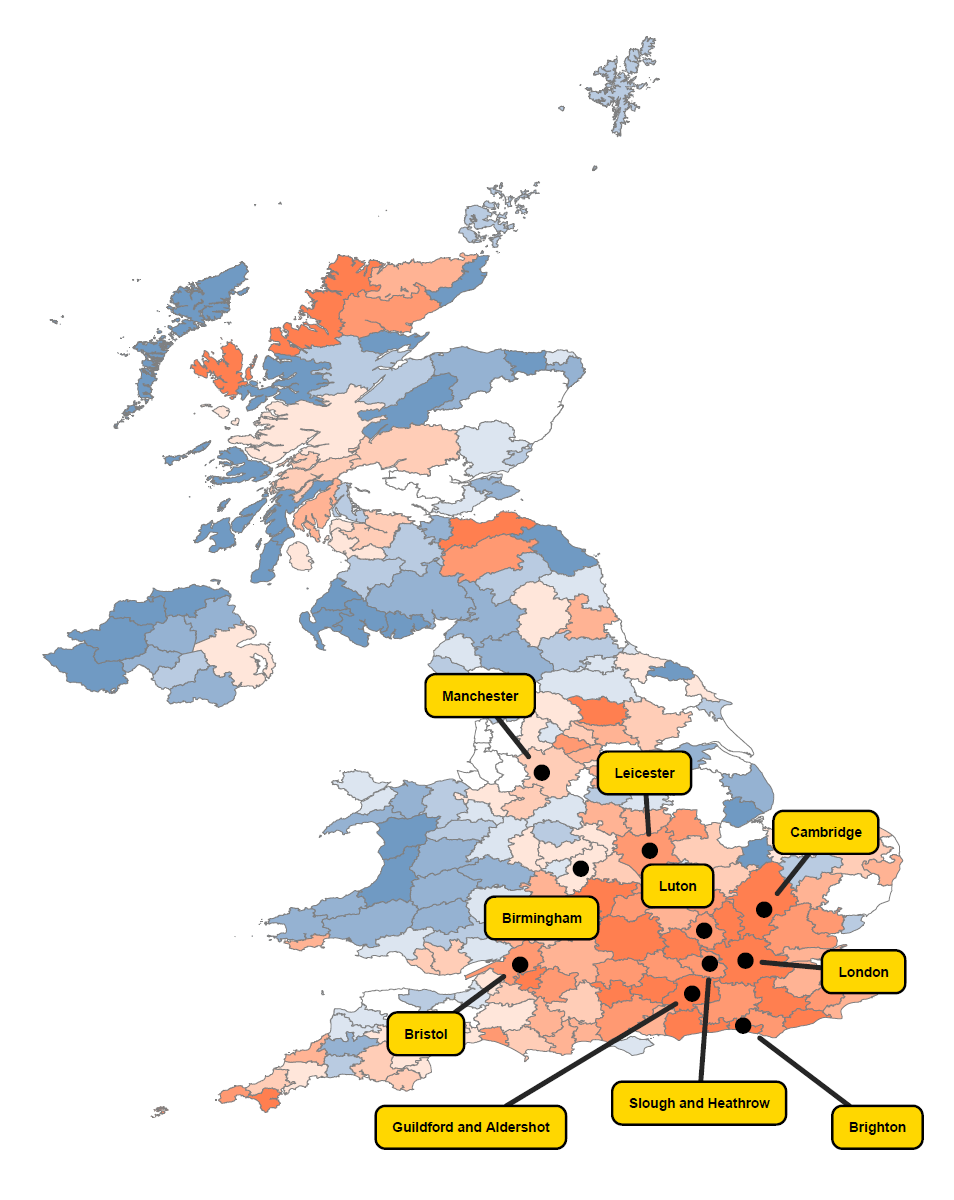 Manchester
Leicester
Cambridge
Luton
Birmingham
London
Bristol
Slough and Heathrow
Guildford and Aldershot
Brighton